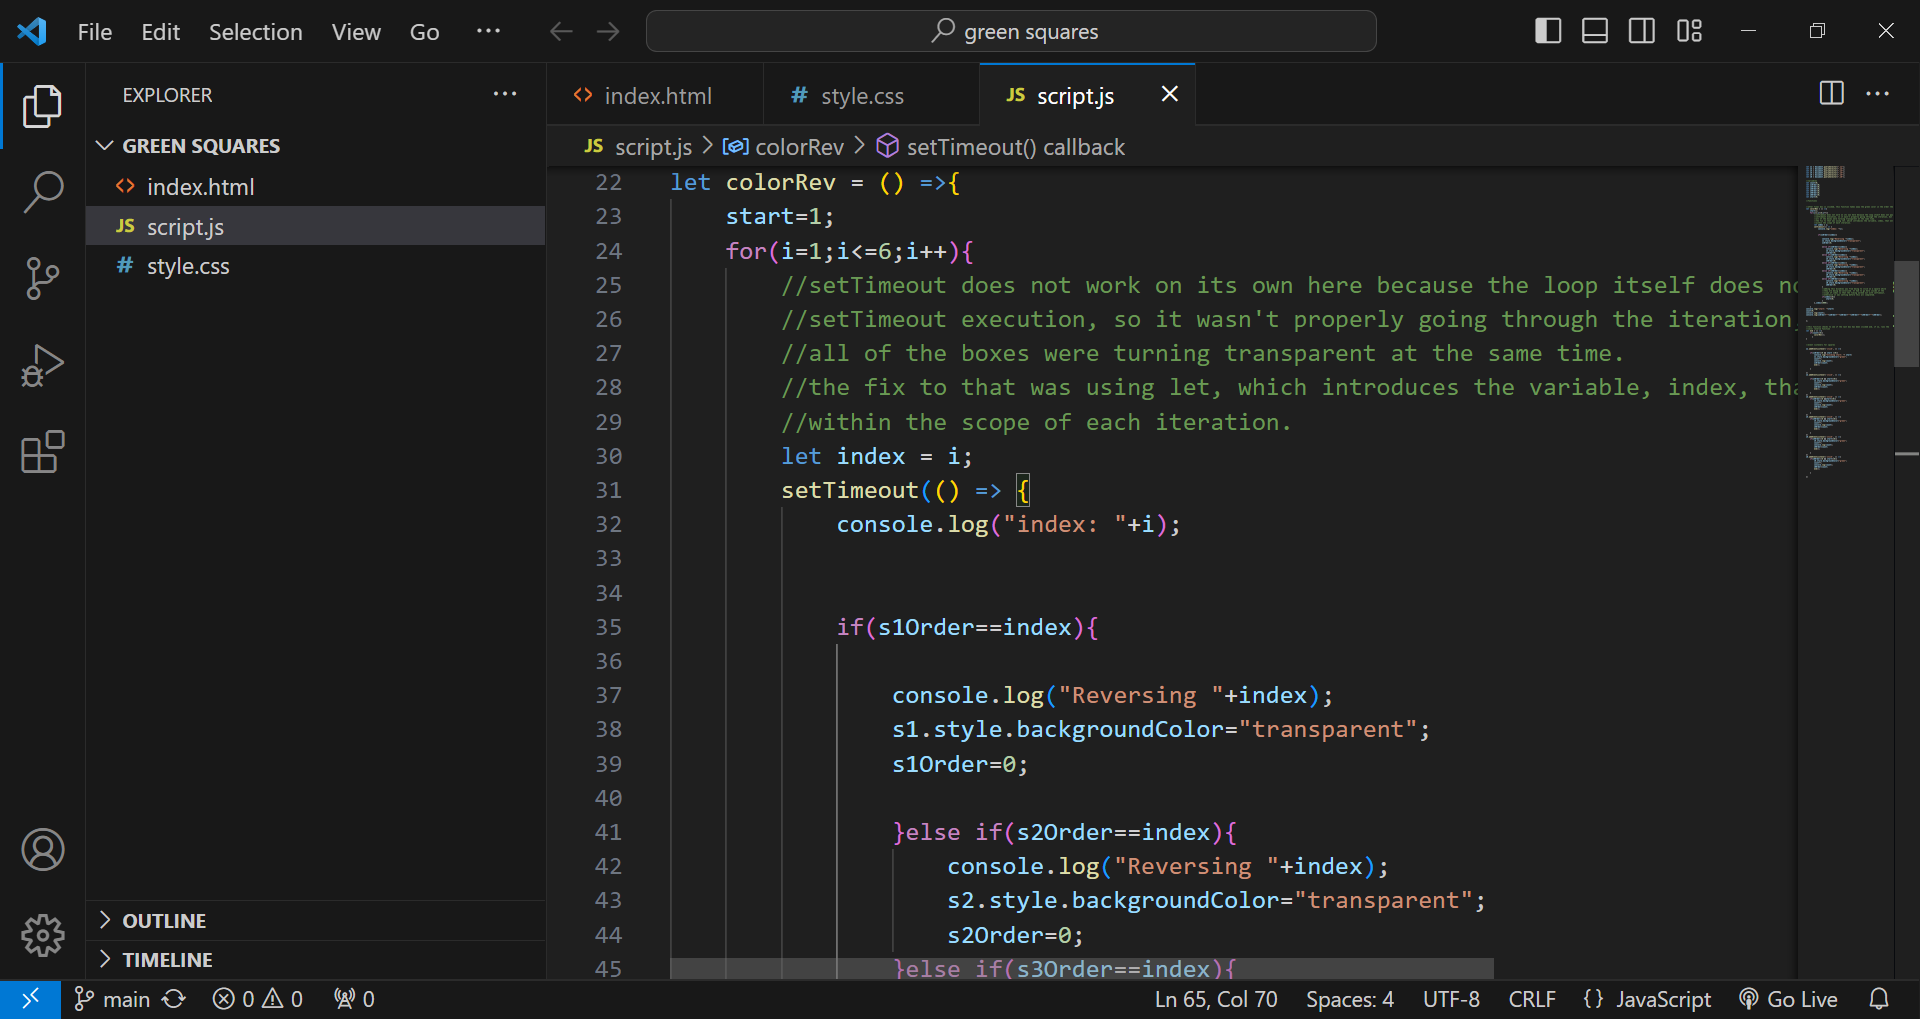 File Edit Selection View Go ··· green squares
EXPLORER ···
GREEN SQUARES
<> index.html
JS script.js
# style.css
OUTLINE
TIMELINE
<> index.html # style.css JS script.js
JS script.js > colorRev > setTimeout() callback
22 let colorRev = () =>{
23 start=1;
24 for(i=1;i<=6;i++){
25 //setTimeout does not work on its own here because the loop itself does
26 //setTimeout execution, so it wasn't properly going through the iteration
27 //all of the boxes were turning transparent at the same time.
28 //the fix to that was using let, which introduces the variable, index,
29 //within the scope of each iteration.
30 let index = i;
31 setTimeout(() => {
32 console.log("index: "+i);
33
34
35 if(s1Order==index){
36
37 console.log("Reversing "+index);
38 s1.style.backgroundColor="transparent";
39 s1Order=0;
40
41 }else if(s2Order==index){
42 console.log("Reversing "+index);
43 s2.style.backgroundColor="transparent";
44 s2Order=0;
45 }else if(s3Order==index){
main 0 0 0 Ln 65, Col 70 Spaces: 4 UTF-8 CRLF {} JavaScript Go Live